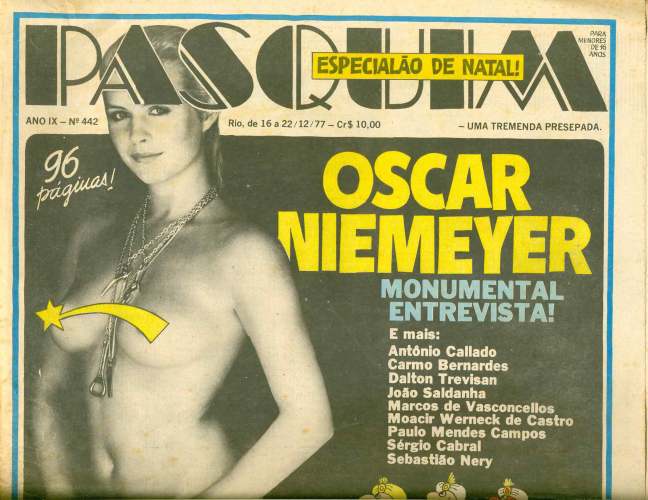 PASQUIM
PARA
MENORES
DE 16
ANOS
ESPECIALÃO DE NATAL!
ANO IX – Nº 442
Rio, de 16 a 22/12/77 – Cr$ 10,00
– UMA TREMENDA PRESEPADA.
96
páginas!
OSCAR
NIEMEYER
MONUMENTAL
ENTREVISTA!
E mais:
Antônio Callado
Carmo Bernardes
Dalton Trevisan
João Saldanha
Marcos de Vasconcellos
Moacir Werneck de Castro
Paulo Mendes Campos
Sérgio Cabral
Sebastião Nery